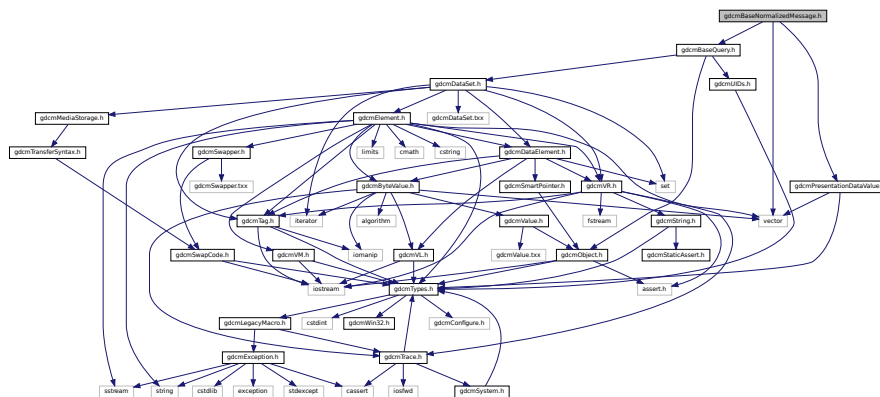 gdcmBaseNormalizedMessage.h
gdcmBaseQuery.h
gdcmDataSet.h
gdcmUIDs.h
gdcmMediaStorage.h
gdcmElement.h
gdcmDataSet.txx
gdcmTransferSyntax.h
gdcmSwapper.h
limits
cmath
cstring
gdcmDataElement.h
gdcmSwapper.txx
gdcmByteValue.h
gdcmSmartPointer.h
gdcmVR.h
set
gdcmPresentationDataValue.h
gdcmTag.h
iterator
algorithm
gdcmValue.h
fstream
gdcmString.h
vector
gdcmSwapCode.h
gdcmVM.h
iomanip
gdcmVL.h
gdcmValue.txx
gdcmObject.h
gdcmStaticAssert.h
iostream
gdcmTypes.h
assert.h
gdcmLegacyMacro.h
cstdint
gdcmWin32.h
gdcmConfigure.h
gdcmException.h
gdcmTrace.h
sstream
string
cstdlib
exception
stdexcept
cassert
iosfwd
gdcmSystem.h